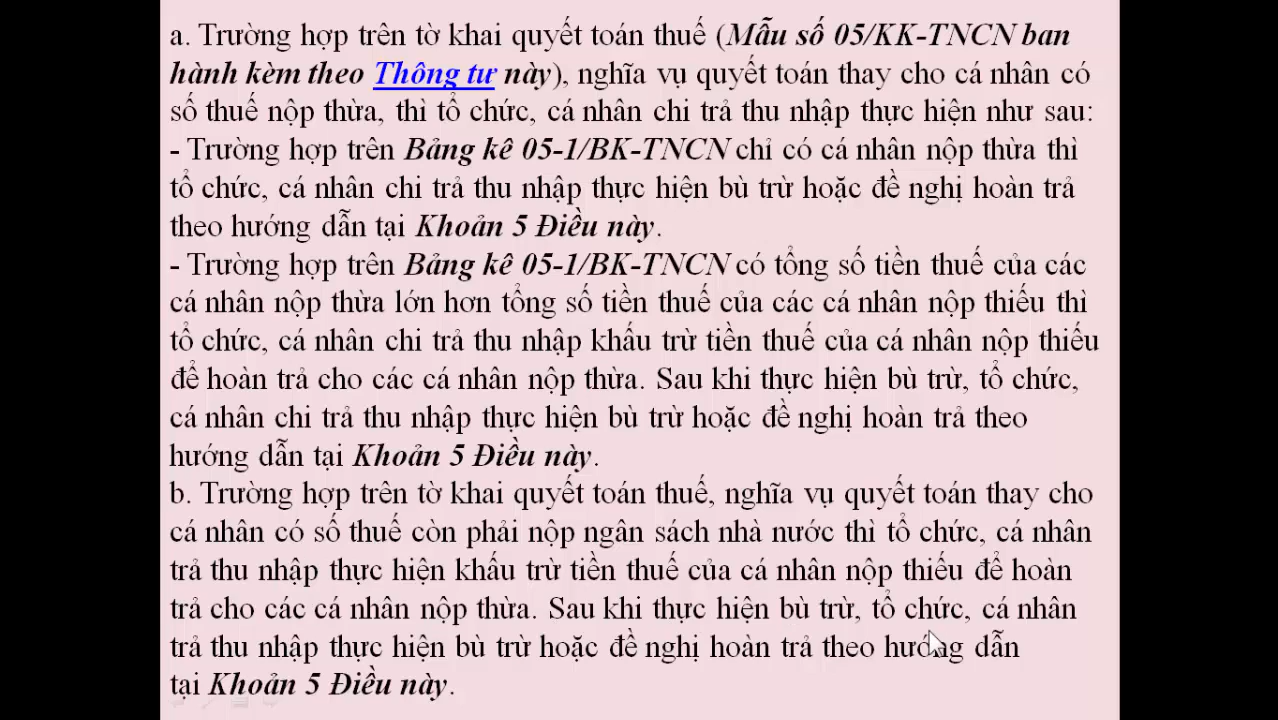 a. Trường hợp trên tờ khai quyết toán thuế (Mẫu số 05/KK-TNCN ban
hành kèm theo Thông tư này), nghĩa vụ quyết toán thay cho cá nhân có
số thuế nộp thừa, thì tổ chức, cá nhân chi trả thu nhập thực hiện như sau:
- Trường hợp trên Bảng kê 05-1/BK-TNCN chỉ có cá nhân nộp thừa thì
tổ chức, cá nhân chi trả thu nhập thực hiện bù trừ hoặc đề nghị hoàn trả
theo hướng dẫn tại Khoản 5 Điều này.
- Trường hợp trên Bảng kê 05-1/BK-TNCN có tổng số tiền thuế của các
cá nhân nộp thừa lớn hơn tổng số tiền thuế của các cá nhân nộp thiếu thì
tổ chức, cá nhân chi trả thu nhập khấu trừ tiền thuế của cá nhân nộp thiếu
để hoàn trả cho các cá nhân nộp thừa. Sau khi thực hiện bù trừ, tổ chức,
cá nhân chi trả thu nhập thực hiện bù trừ hoặc đề nghị hoàn trả theo
hướng dẫn tại Khoản 5 Điều này.
b. Trường hợp trên tờ khai quyết toán thuế, nghĩa vụ quyết toán thay cho
cá nhân có số thuế còn phải nộp ngân sách nhà nước thì tổ chức, cá nhân
trả thu nhập thực hiện khấu trừ tiền thuế của cá nhân nộp thiếu để hoàn
trả cho các cá nhân nộp thừa. Sau khi thực hiện bù trừ, tổ chức, cá nhân
trả thu nhập thực hiện bù trừ hoặc đề nghị hoàn trả theo hướng dẫn
tại Khoản 5 Điều này.